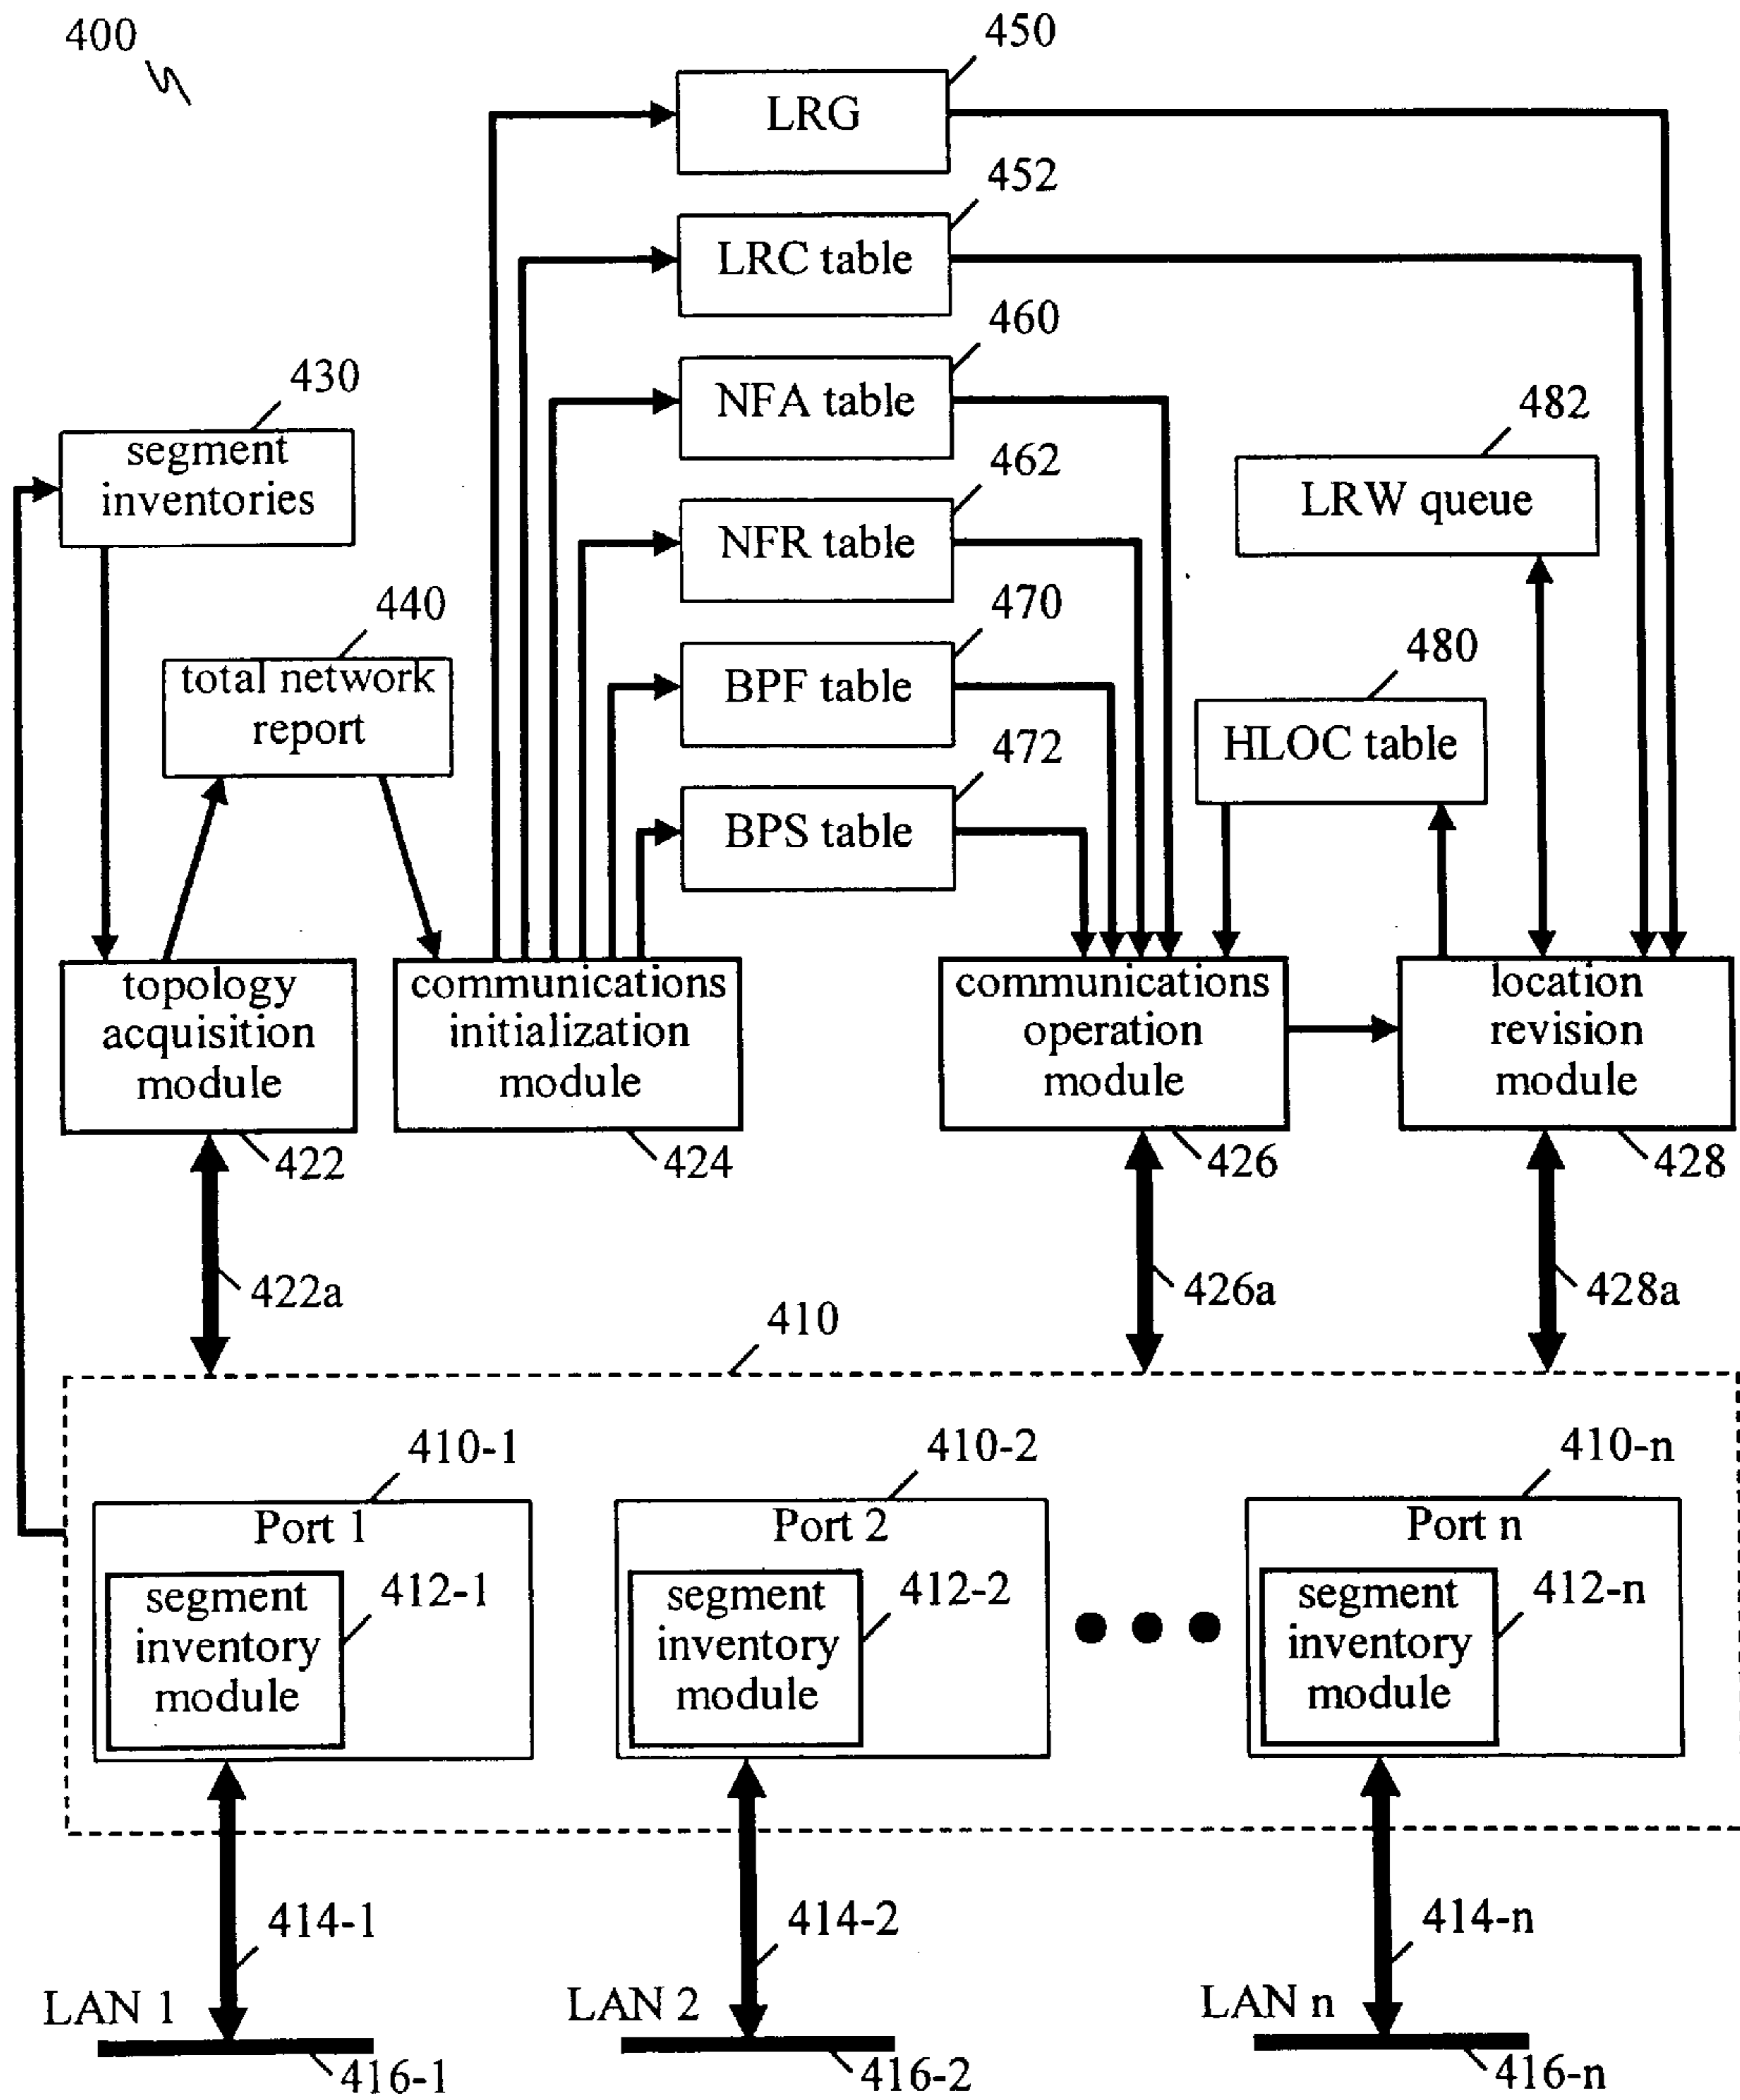 400
450
LRG
452
LRC table
460
NFA table
430
segment
inventories
462
NFR table
482
LRW queue
440
total network
report
470
BPF table
480
HLOC table
472
BPS table
topology
acquisition
module
communications
initialization
module
communications
operation
module
location
revision
module
422
424
426
428
422a
426a
428a
410
410-1
410-2
410-n
Port 1
Port 2
Port n
segment
inventory
module
412-1
segment
inventory
module
412-2
segment
inventory
module
412-n
414-1
414-2
414-n
LAN 1
LAN 2
LAN n
416-1
416-2
416-n